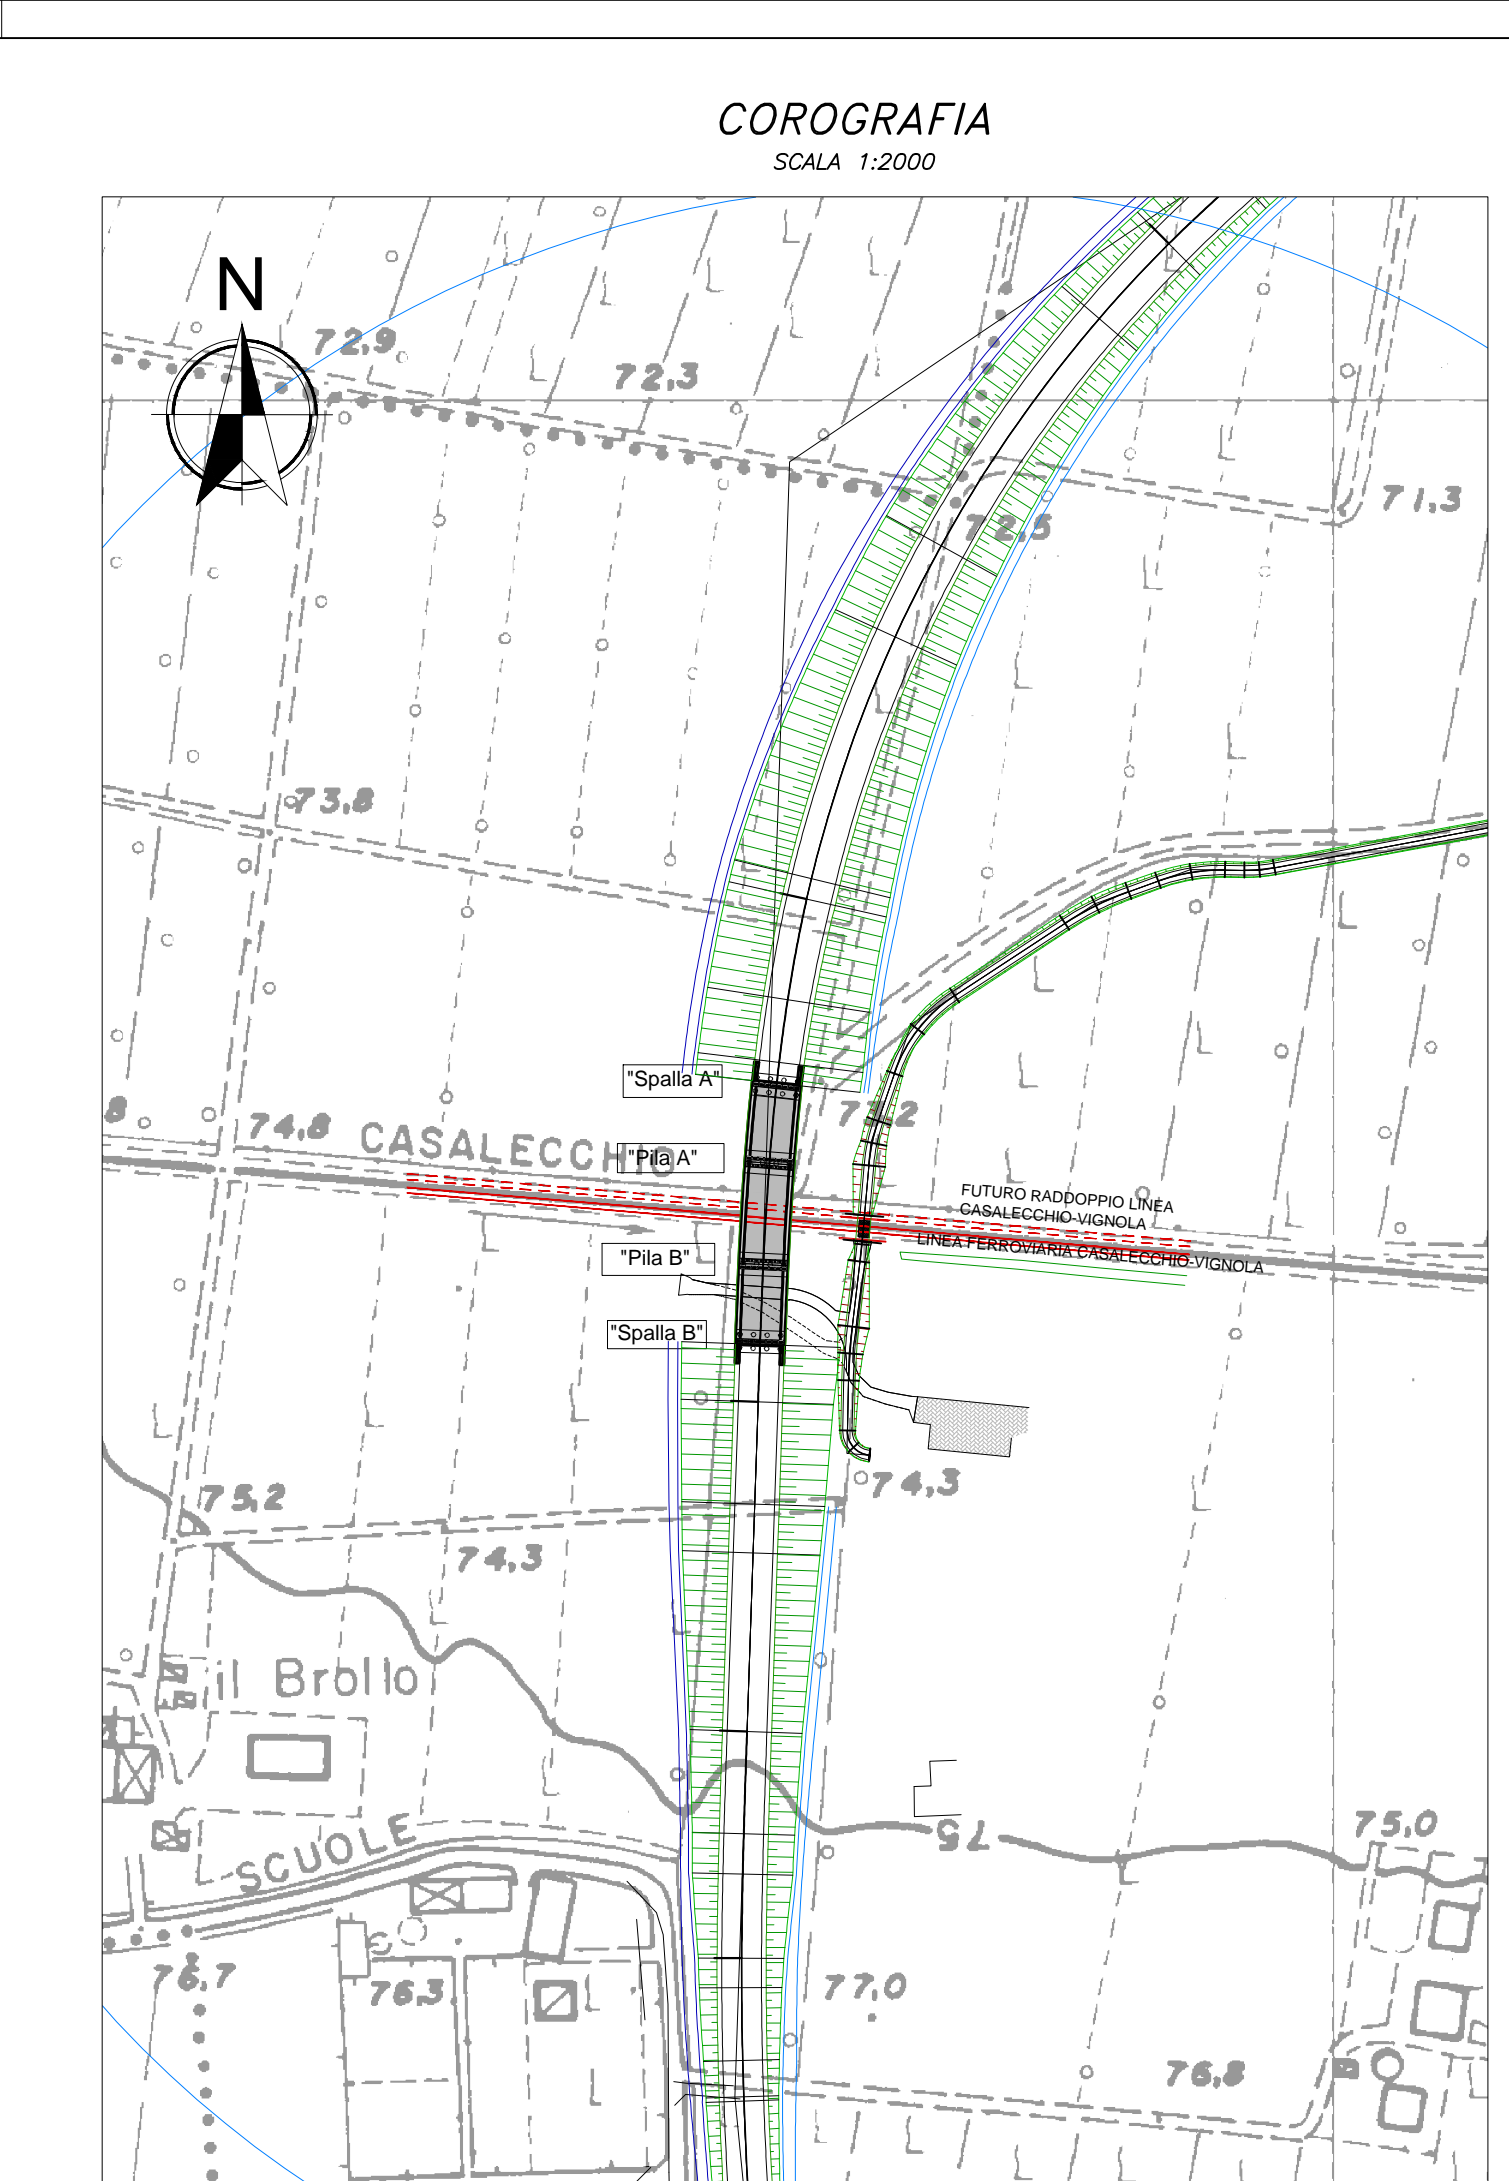 COROGRAFIA
SCALA 1:2000
N
72,9
72,3
71,3
72,5
73,8
"Spalla A"
8
74,8
CASALECCHIO
"Pila A"
FUTURO RADDOPPIO LINEA
CASALECCHIO-VIGNOLA
LINEA FERROVIARIA CASALECCHIO-VIGNOLA
"Pila B"
"Spalla B"
75,2
74,3
74,3
il Brollo
SCUOLE
75
75,0
76,7
76,3
77,0
76,8